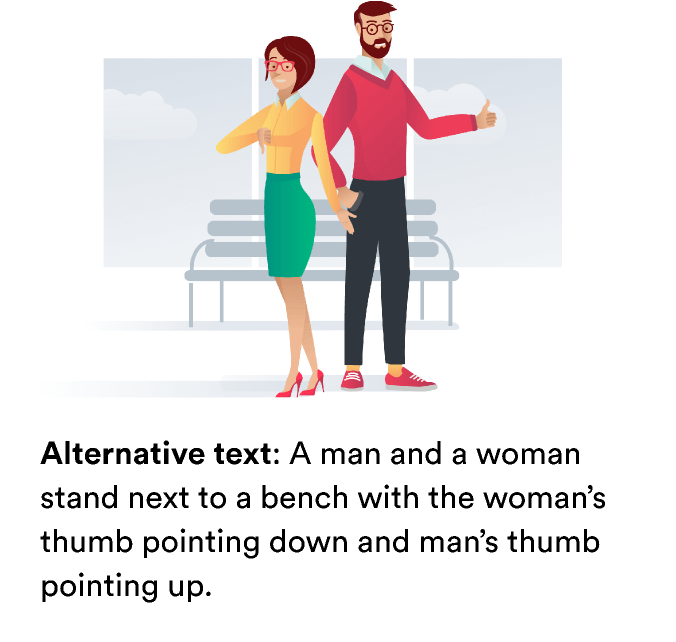 Alternative text: A man and a woman
stand next to a bench with the woman’s
thumb pointing down and man’s thumb
pointing up.